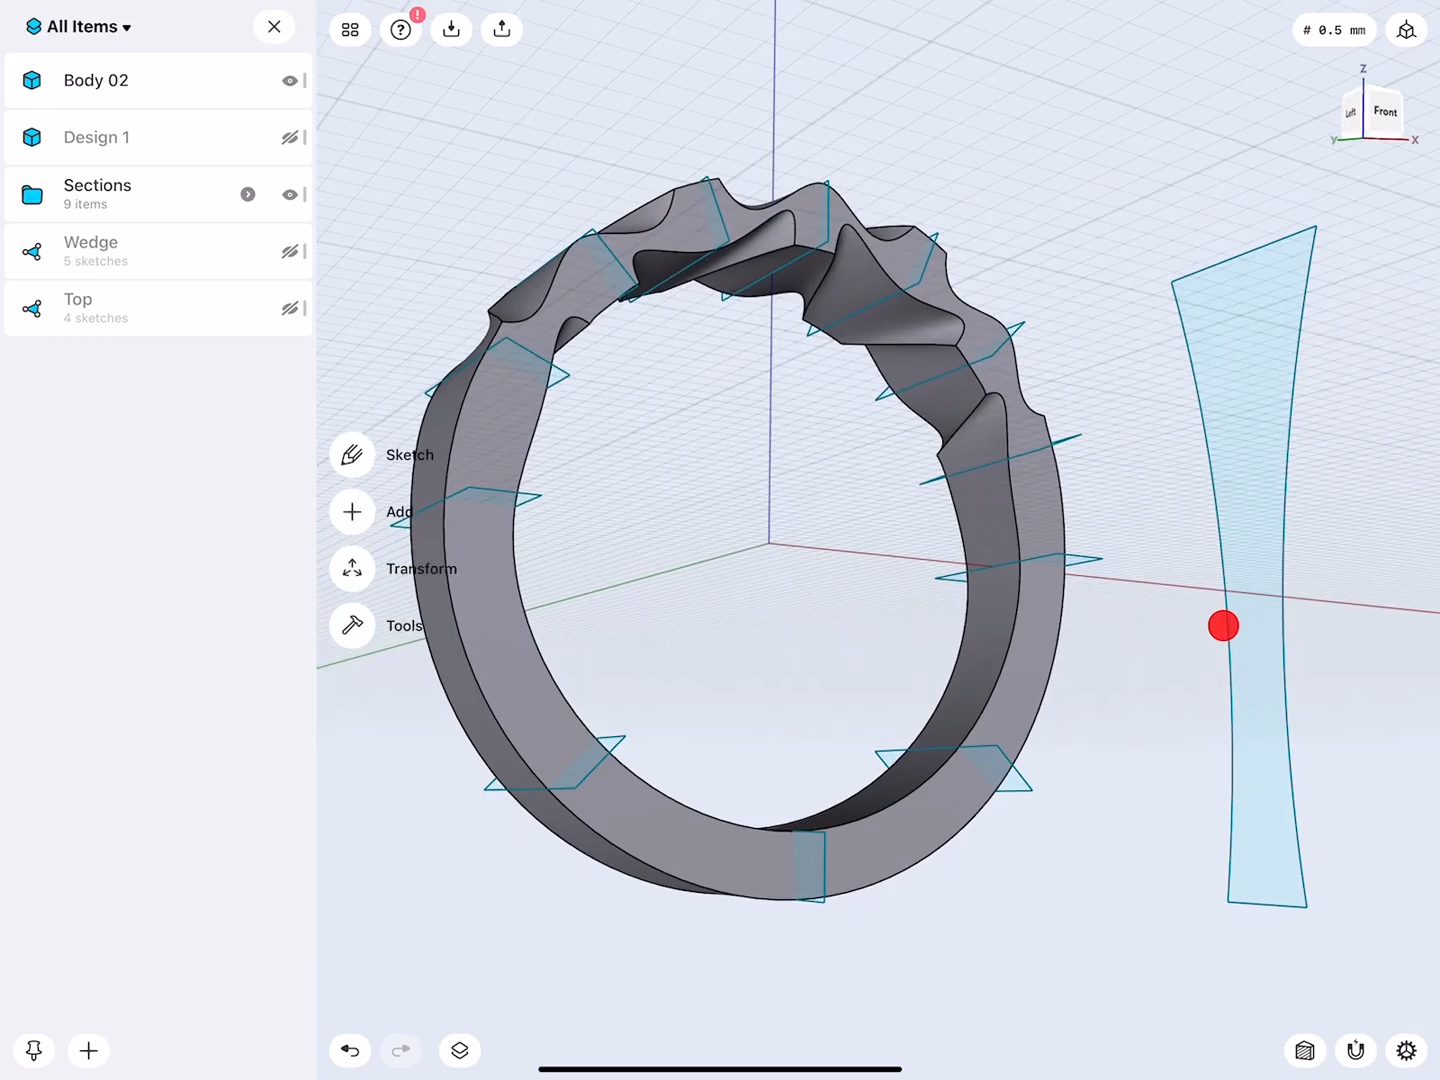 All Items
Body 02
Design 1
Sections
9 items
Wedge
5 sketches
Top
4 sketches
?
!
# 0.5 mm
Z
Left
Front
Y
X
Sketch
Add
Transform
Tools